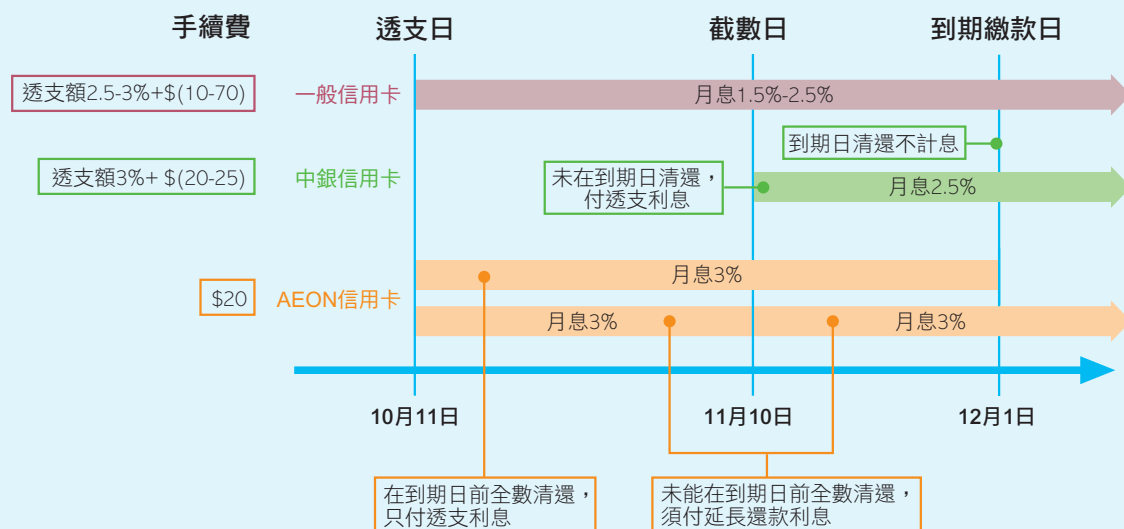 手續費
透支日
截數日
到期繳款日
透支額2.5-3%+$(10-70)
一般信用卡
月息1.5%-2.5%
到期日清還不計息
透支額3%+ $(20-25)
中銀信用卡
未在到期日清還，
付透支利息
月息2.5%
月息3%
$20
AEON信用卡
月息3%
月息3%
10月11日
11月10日
12月1日
在到期日前全數清還，
只付透支利息
未能在到期日前全數清還，
須付延長還款利息